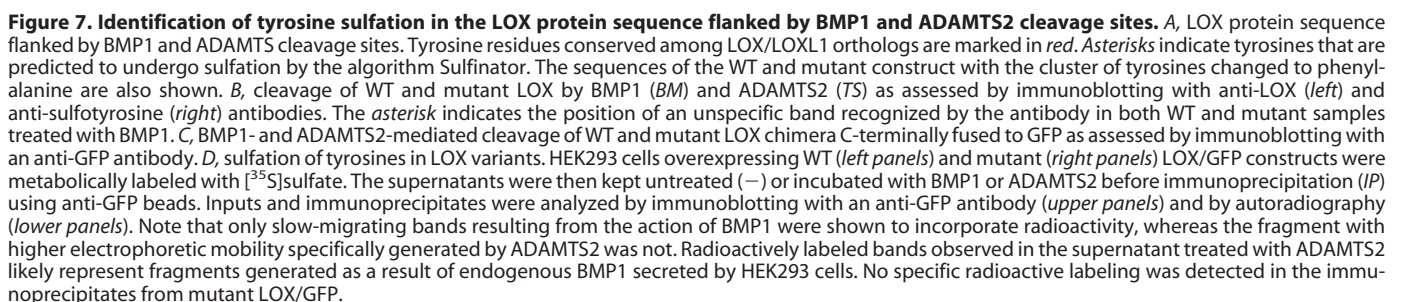 Figure 7. Identification of tyrosine sulfation in the LOX protein sequence flanked by BMP1 and ADAMTS2 cleavage sites. A, LOX protein sequence
flanked by BMP1 and ADAMTS cleavage sites. Tyrosine residues conserved among LOX/LOXL1 orthologs are marked in red. Asterisks indicate tyrosines that are
predicted to undergo sulfation by the algorithm Sulfinator. The sequences of the WT and mutant construct with the cluster of tyrosines changed to phenyl-
alanine are also shown. B, cleavage of WT and mutant LOX by BMP1 (BM) and ADAMTS2 (TS) as assessed by immunoblotting with anti-LOX (left) and
anti-sulfotyrosine (right) antibodies. The asterisk indicates the position of an unspecific band recognized by the antibody in both WT and mutant samples
treated with BMP1. C, BMP1- and ADAMTS2-mediated cleavage of WT and mutant LOX chimera C-terminally fused to GFP as assessed by immunoblotting with
an anti-GFP antibody. D, sulfation of tyrosines in LOX variants. HEK293 cells overexpressing WT (left panels) and mutant (right panels) LOX/GFP constructs were
metabolically labeled with [³⁵S]sulfate. The supernatants were then kept untreated (−) or incubated with BMP1 or ADAMTS2 before immunoprecipitation (IP)
using anti-GFP beads. Inputs and immunoprecipitates were analyzed by immunoblotting with an anti-GFP antibody (upper panels) and by autoradiography
(lower panels). Note that only slow-migrating bands resulting from the action of BMP1 were shown to incorporate radioactivity, whereas the fragment with
higher electrophoretic mobility specifically generated by ADAMTS2 was not. Radioactively labeled bands observed in the supernatant treated with ADAMTS2
likely represent fragments generated as a result of endogenous BMP1 secreted by HEK293 cells. No specific radioactive labeling was detected in the immu-
noprecipitates from mutant LOX/GFP.